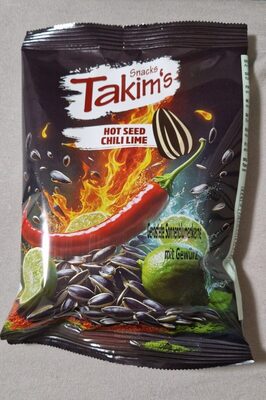 Snacks
Takim's
HOT SEED
CHILI LIME
Geröstete Sonnenblumenkerne
mit Gewürz